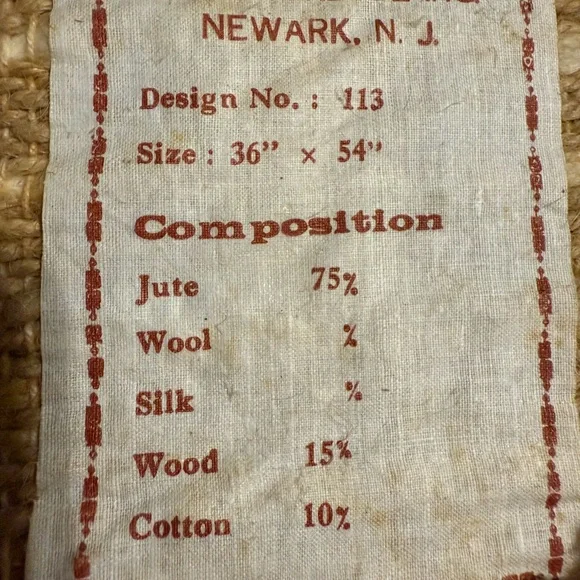 NEWARK, N. J.
Design No. : 113
Size : 36" × 54"
Composition
Jute 75%
Wool %
Silk %
Wood 15%
Cotton 10%